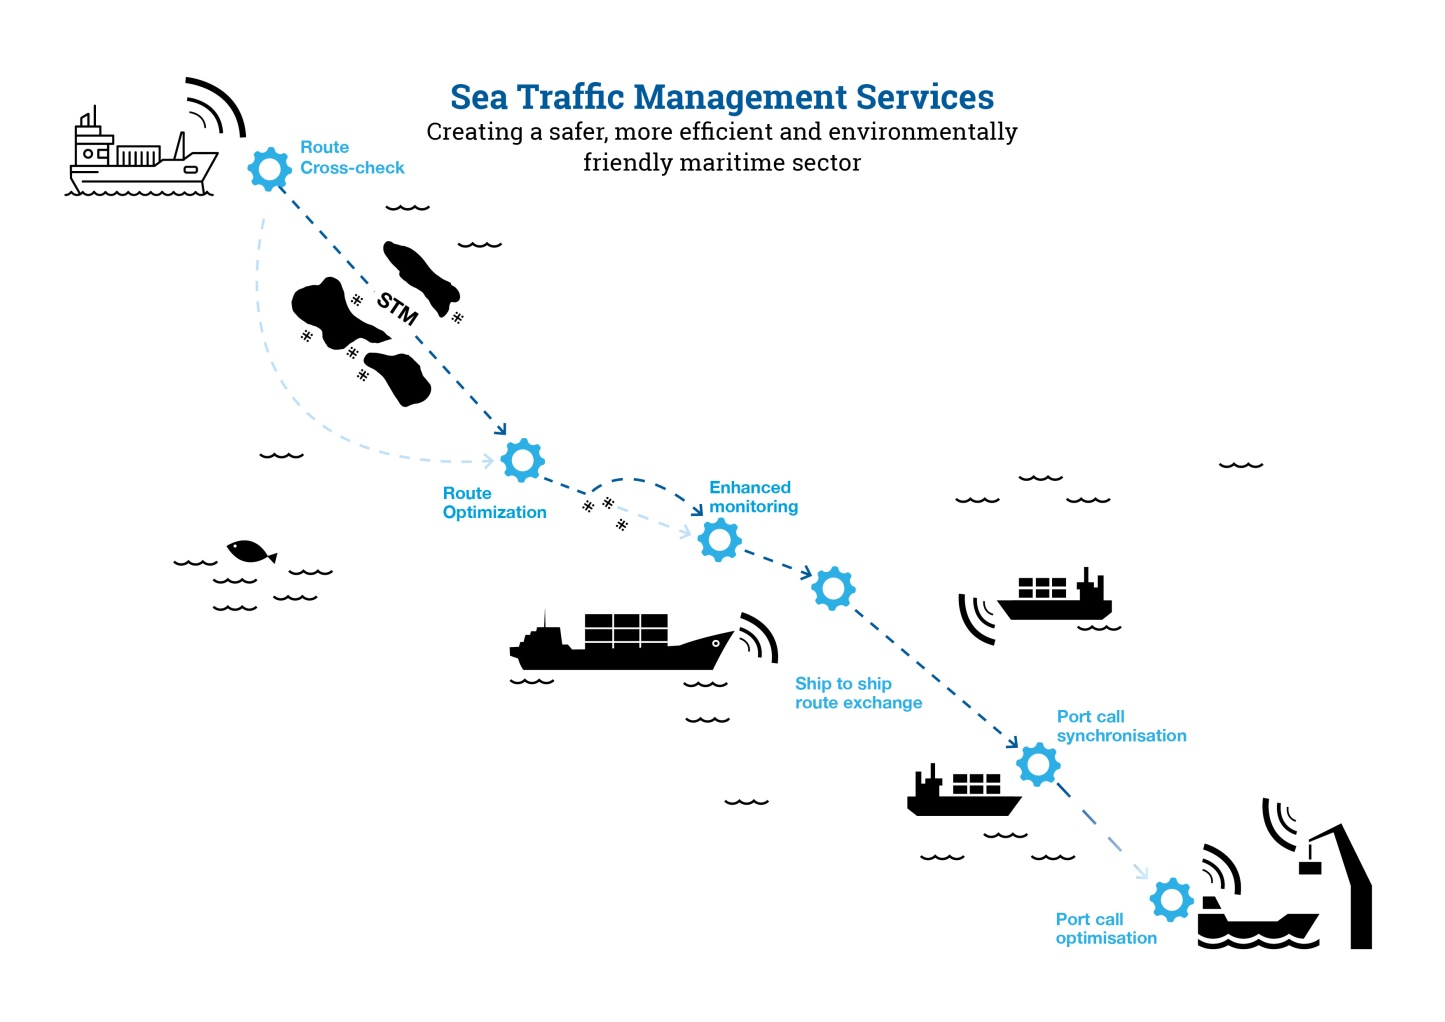 Sea Traffic Management Services
Creating a safer, more efficient and environmentally
friendly maritime sector
Route
Cross-check
STM
Route
Optimization
Enhanced
monitoring
Ship to ship
route exchange
Port call
synchronisation
Port call
optimisation